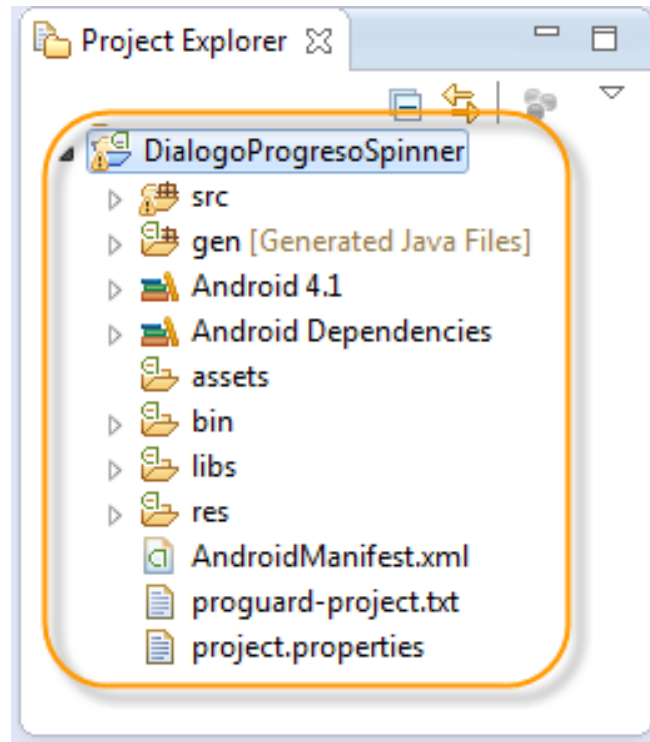 Project Explorer
DialogoProgresoSpinner
src
gen [Generated Java Files]
Android 4.1
Android Dependencies
assets
bin
libs
res
AndroidManifest.xml
proguard-project.txt
project.properties